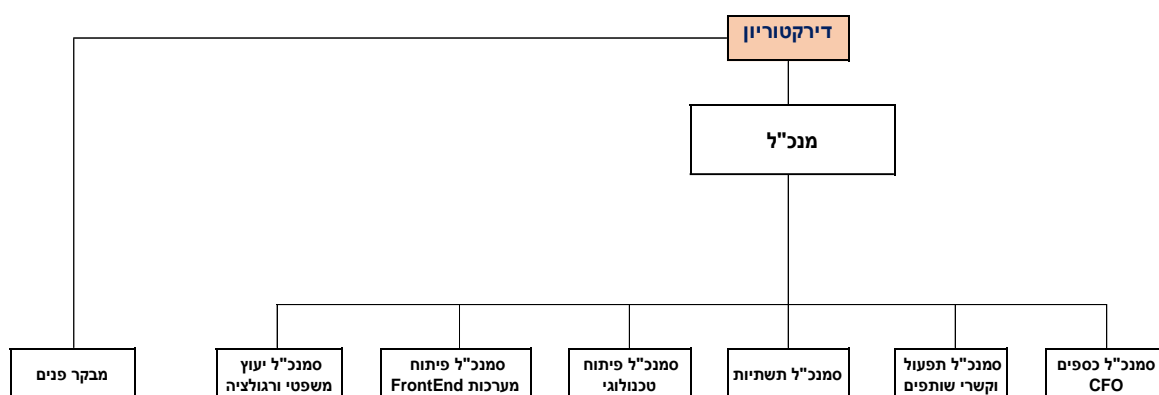 דירקטוריון
מנכ"ל
סמנכ"ל כספים
CFO
סמנכ"ל תפעול
וקשרי שותפים
סמנכ"ל תשתיות
סמנכ"ל פיתוח
טכנולוגי
סמנכ"ל פיתוח
מערכות FrontEnd
סמנכ"ל יעוץ
משפטי ורגולציה
מבקר פנים